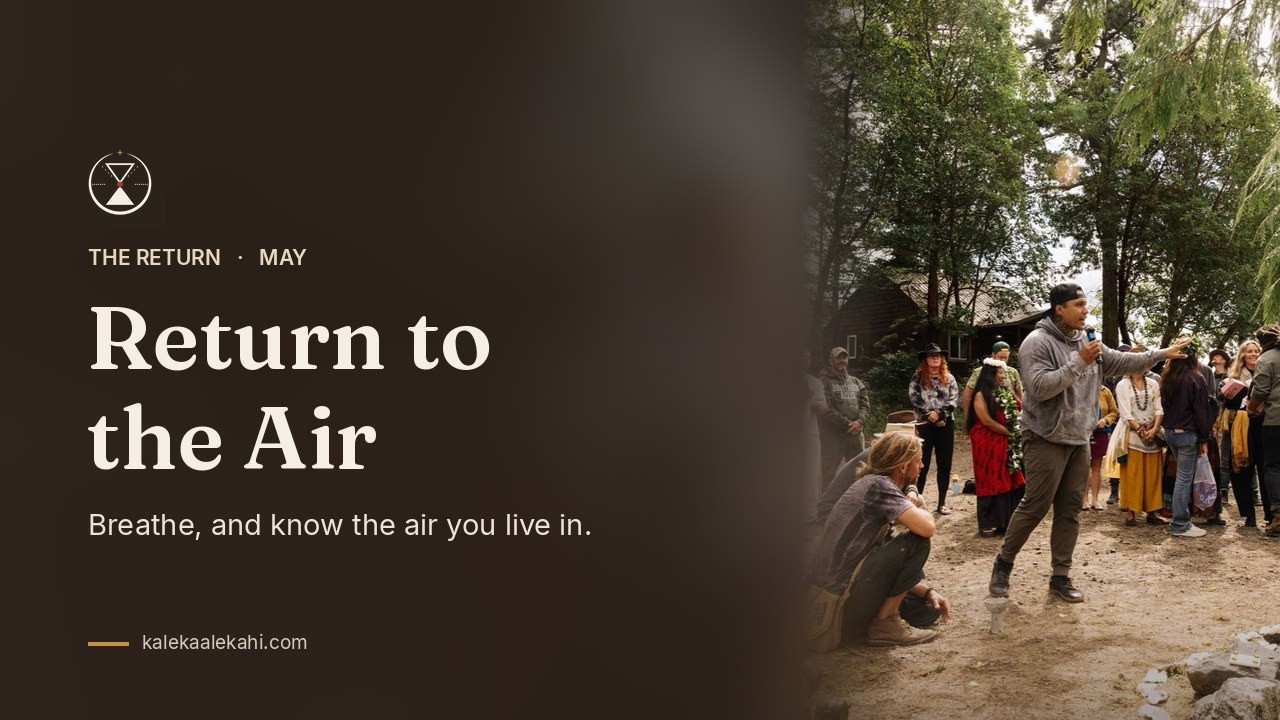 THE RETURN · MAY
Return to
the Air
Breathe, and know the air you live in.
kalekaalekahi.com